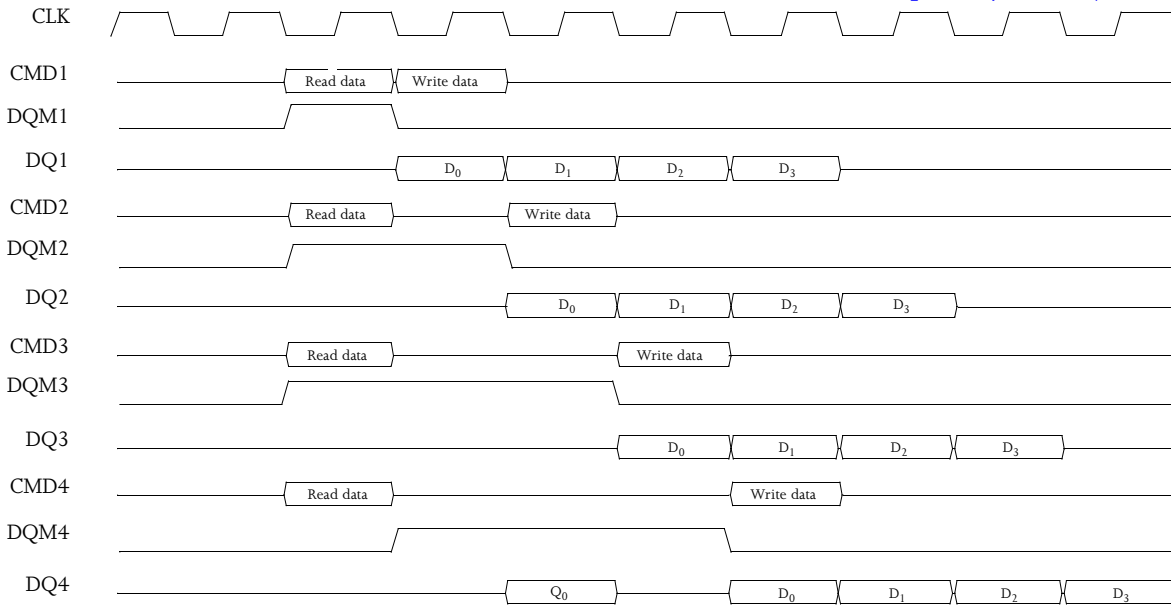 CLK
CMD1 Read data Write data
DQM1
DQ1 D0 D1 D2 D3
CMD2 Read data Write data
DQM2
DQ2 D0 D1 D2 D3
CMD3 Read data Write data
DQM3
DQ3 D0 D1 D2 D3
CMD4 Read data Write data
DQM4
DQ4 Q0 D0 D1 D2 D3